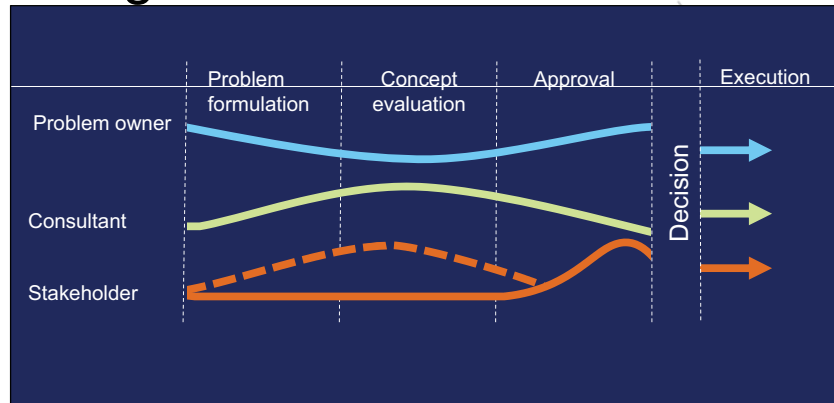 Problem
formulation
Concept
evaluation
Approval
Execution
Problem owner
Consultant
Stakeholder
Decision